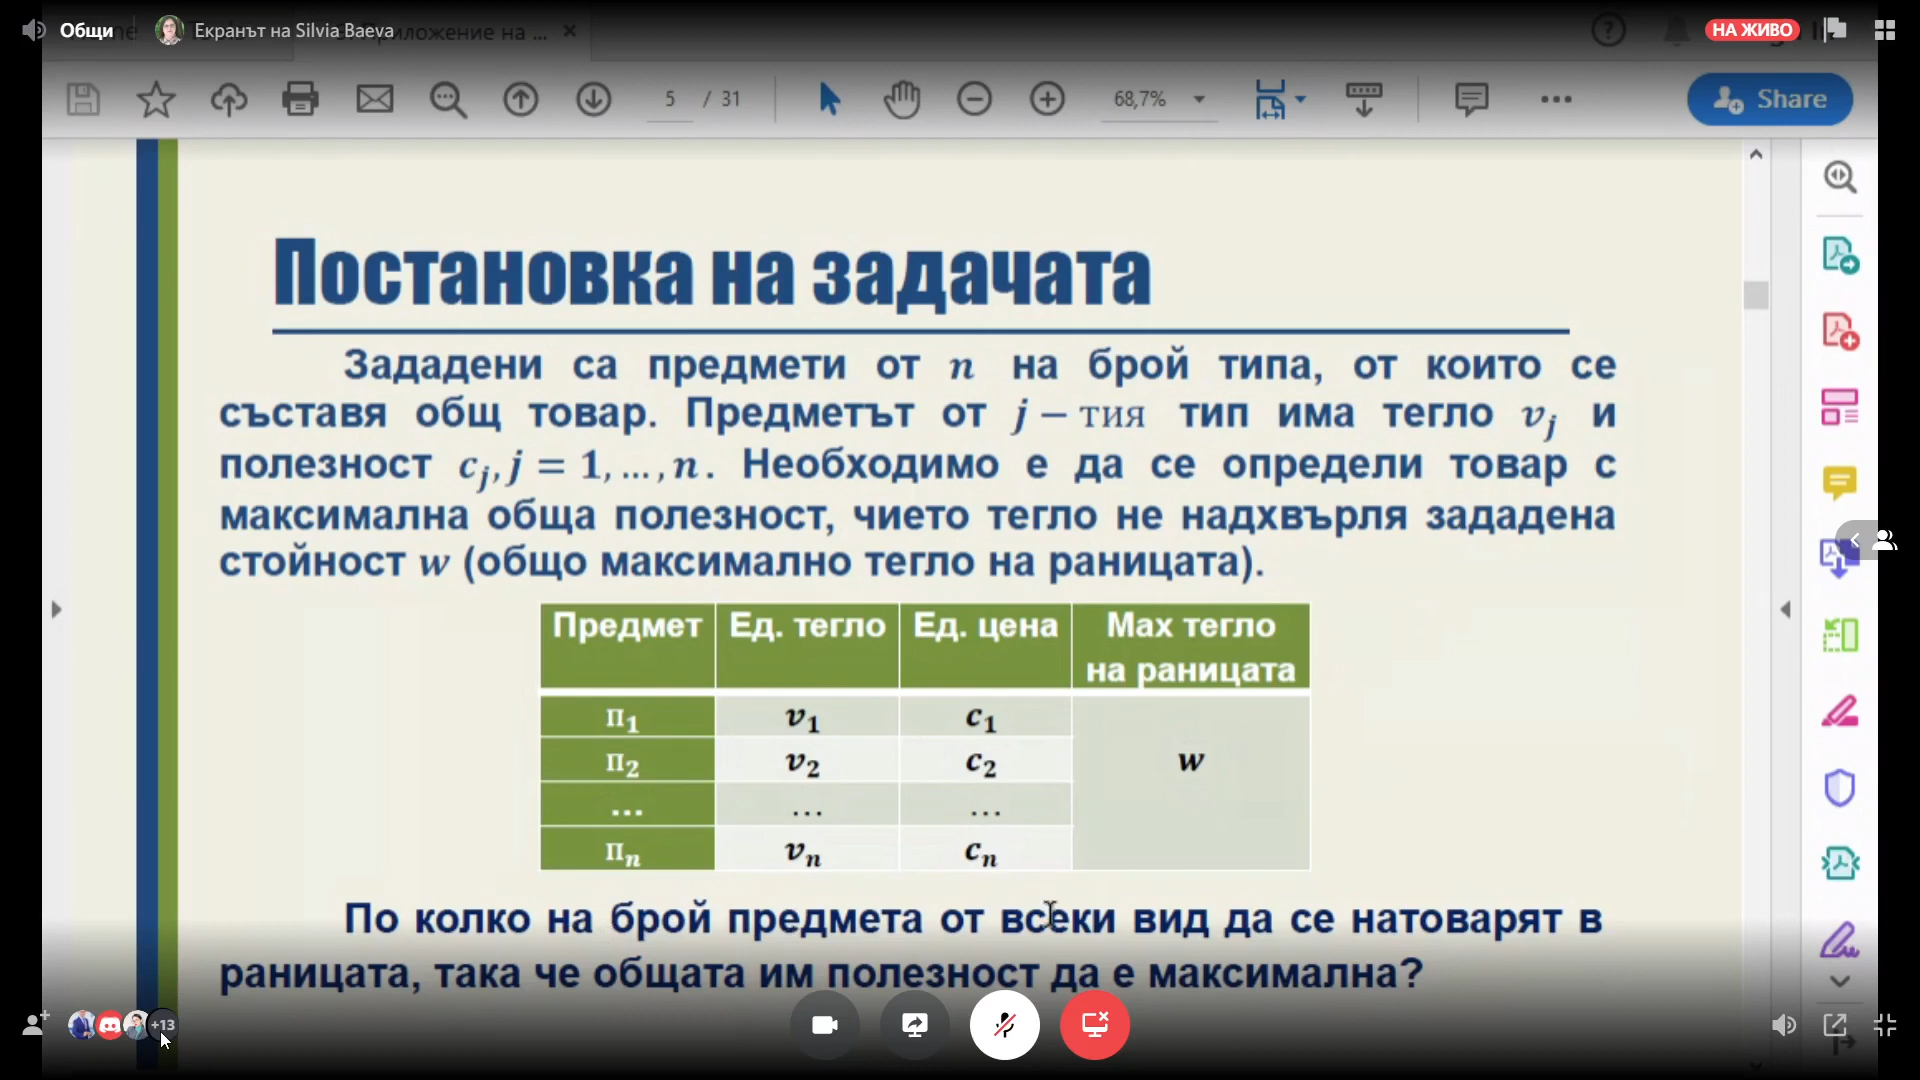 Общи
Екранът на Silvia Baeva
Приложение на ...
НА ЖИВО
5 / 31
68,7%
Share
Постановка на задачата
Зададени са предмети от n на брой типа, от които се
съставя общ товар. Предметът от j – тия тип има тегло vⱼ и
полезност cⱼ, j = 1, … , n. Необходимо е да се определи товар с
максимална обща полезност, чието тегло не надхвърля зададена
стойност w (общо максимално тегло на раницата).
Предмет Ед. тегло Ед. цена Max тегло
на раницата
п₁ v₁ c₁
п₂ v₂ c₂ w
… … …
пₙ vₙ cₙ
По колко на брой предмета от всеки вид да се натоварят в
раницата, така че общата им полезност да е максимална?
+13